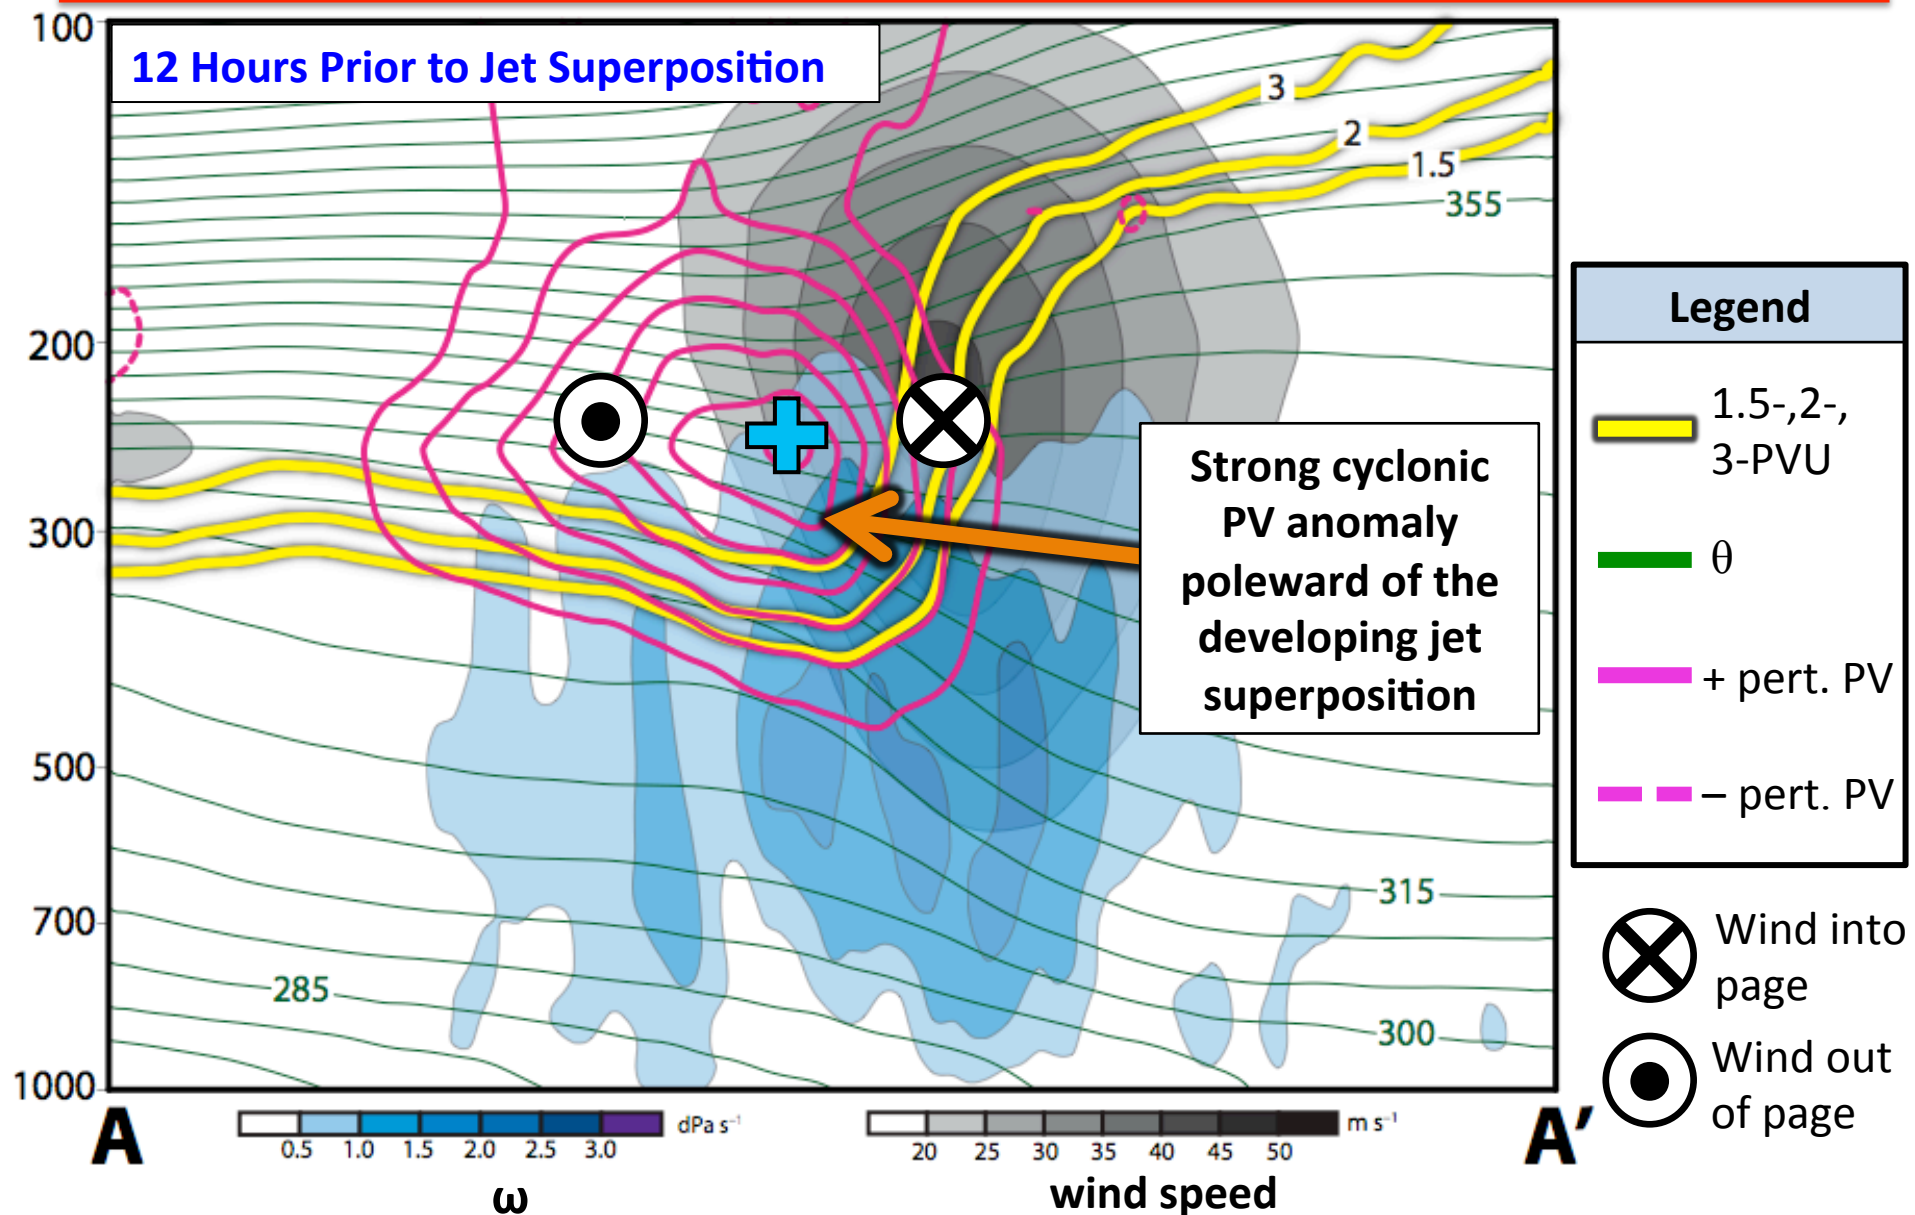 12 Hours Prior to Jet Superposition
100
200
300
500
700
1000
3
2
1.5
355
315
300
285
Strong cyclonic
PV anomaly
poleward of the
developing jet
superposition
Legend
1.5-,2-,
3-PVU
θ
+ pert. PV
– pert. PV
Wind into
page
Wind out
of page
A
A′
dPa s⁻¹
0.5 1.0 1.5 2.0 2.5 3.0
ω
m s⁻¹
20 25 30 35 40 45 50
wind speed